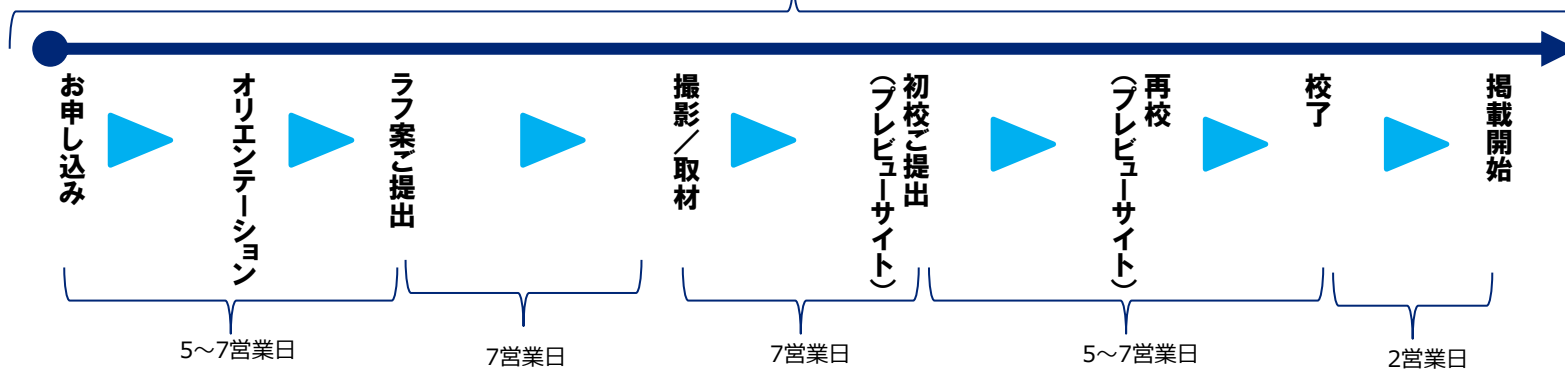 お申し込み
オリエンテーション
ラフ案ご提出
撮影／取材
初校ご提出
（プレビューサイト）
再校
（プレビューサイト）
校了
掲載開始
5～7営業日
7営業日
7営業日
5～7営業日
2営業日